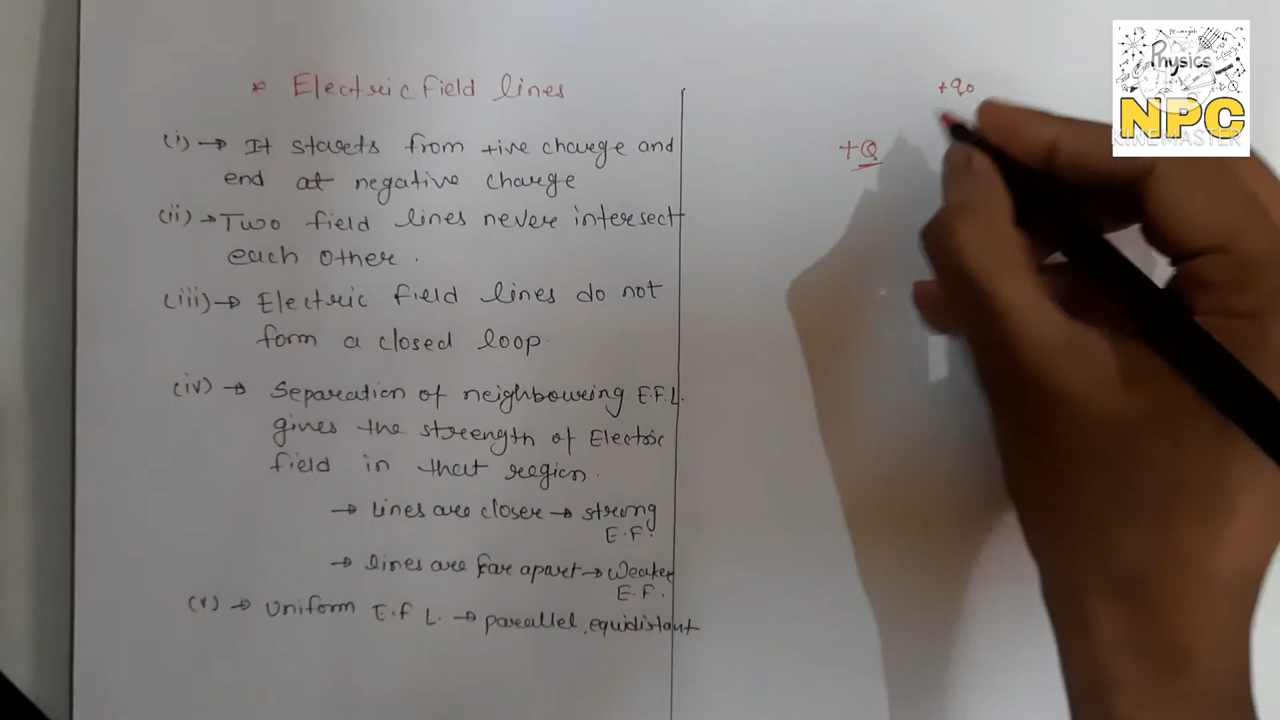 * Electric field lines
(i) → It starts from +ive charge and
end at negative charge
(ii) → Two field lines never intersect
each other.
(iii) → Electric field lines do not
form a closed loop.
(iv) → Separation of neighbouring E.F.L.
gives the strength of Electric
field in that region.
→ Lines are closer → strong
E.F.
→ lines are far apart → Weaker
E.F.
(v) → Uniform E.F L. → parallel, equidistant
+q0
+Q
Physics
NPC
KINEMASTER